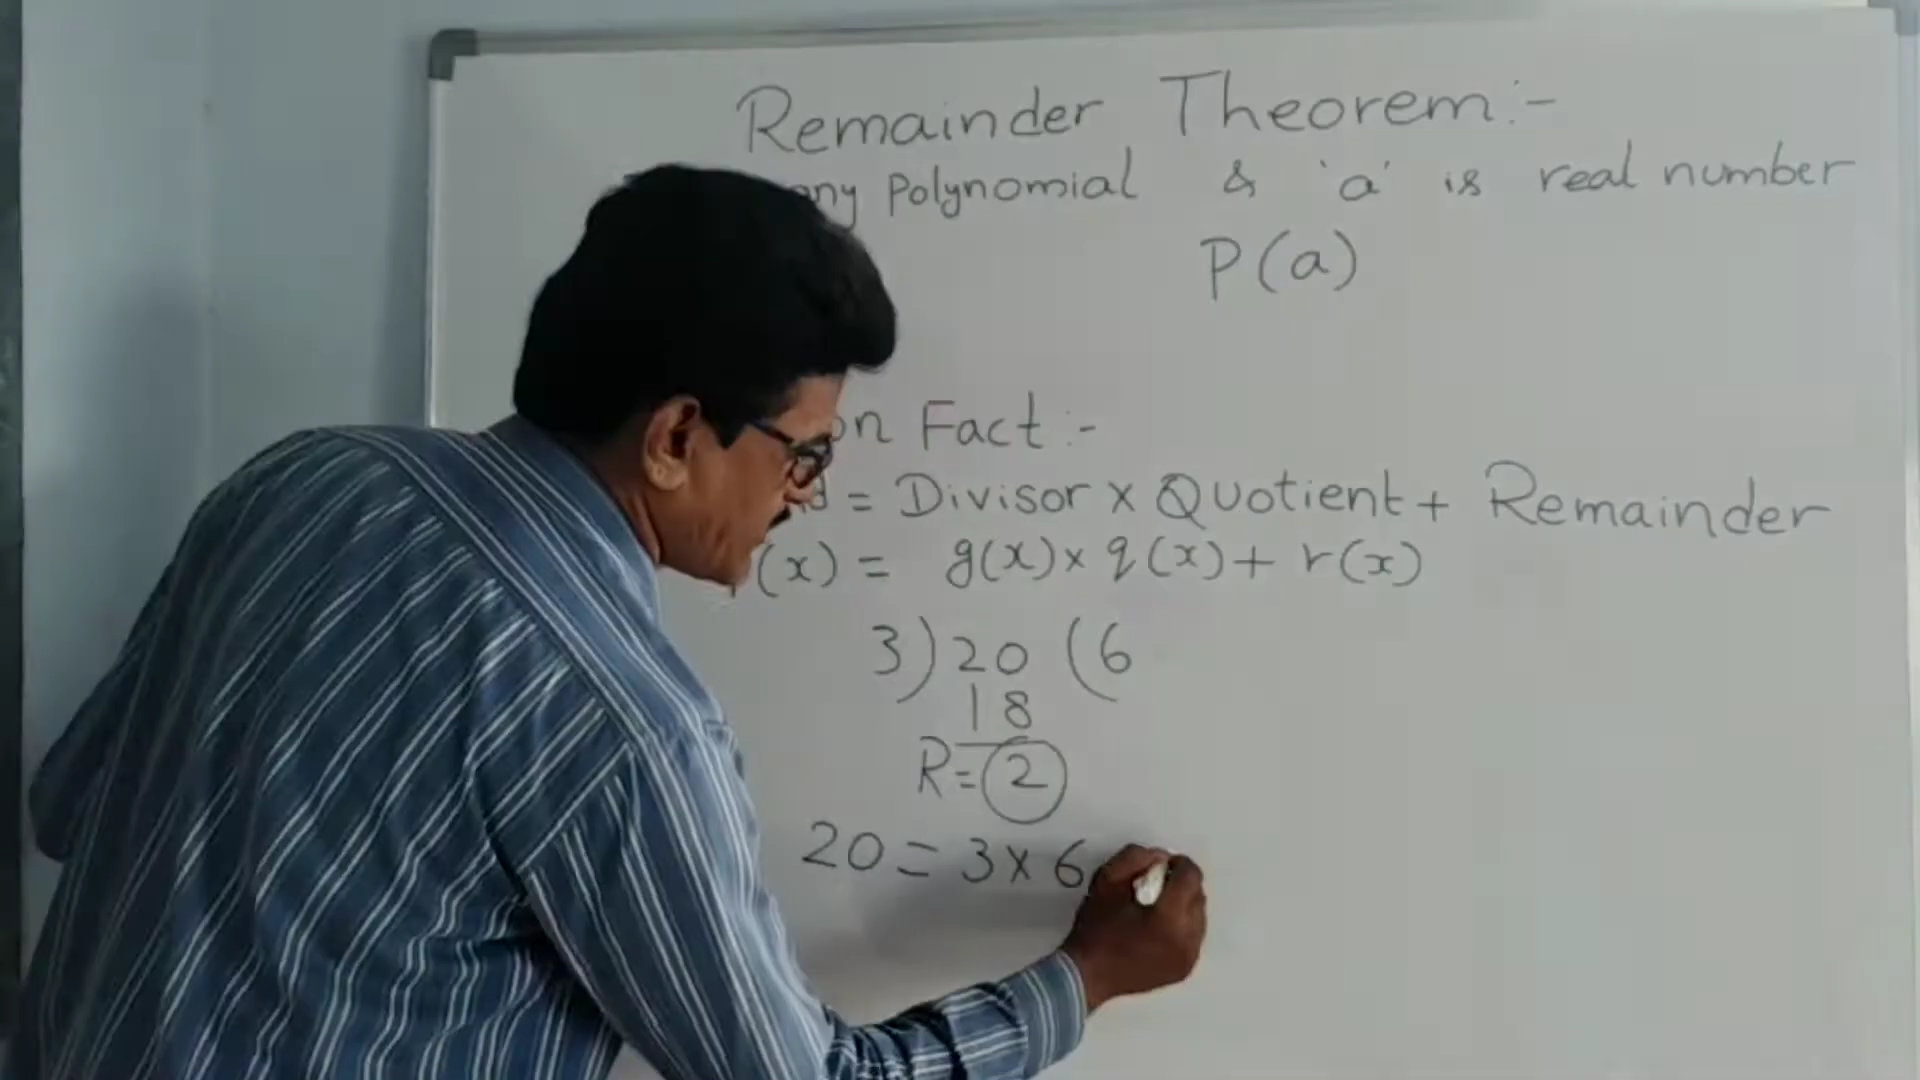 Remainder Theorem:-
any Polynomial & 'a' is real number
P(a)
Fact :-
= Divisor x Quotient + Remainder
(x) = g(x) x q(x) + r(x)
3) 20 (6
18
R = 2
20 = 3 x 6